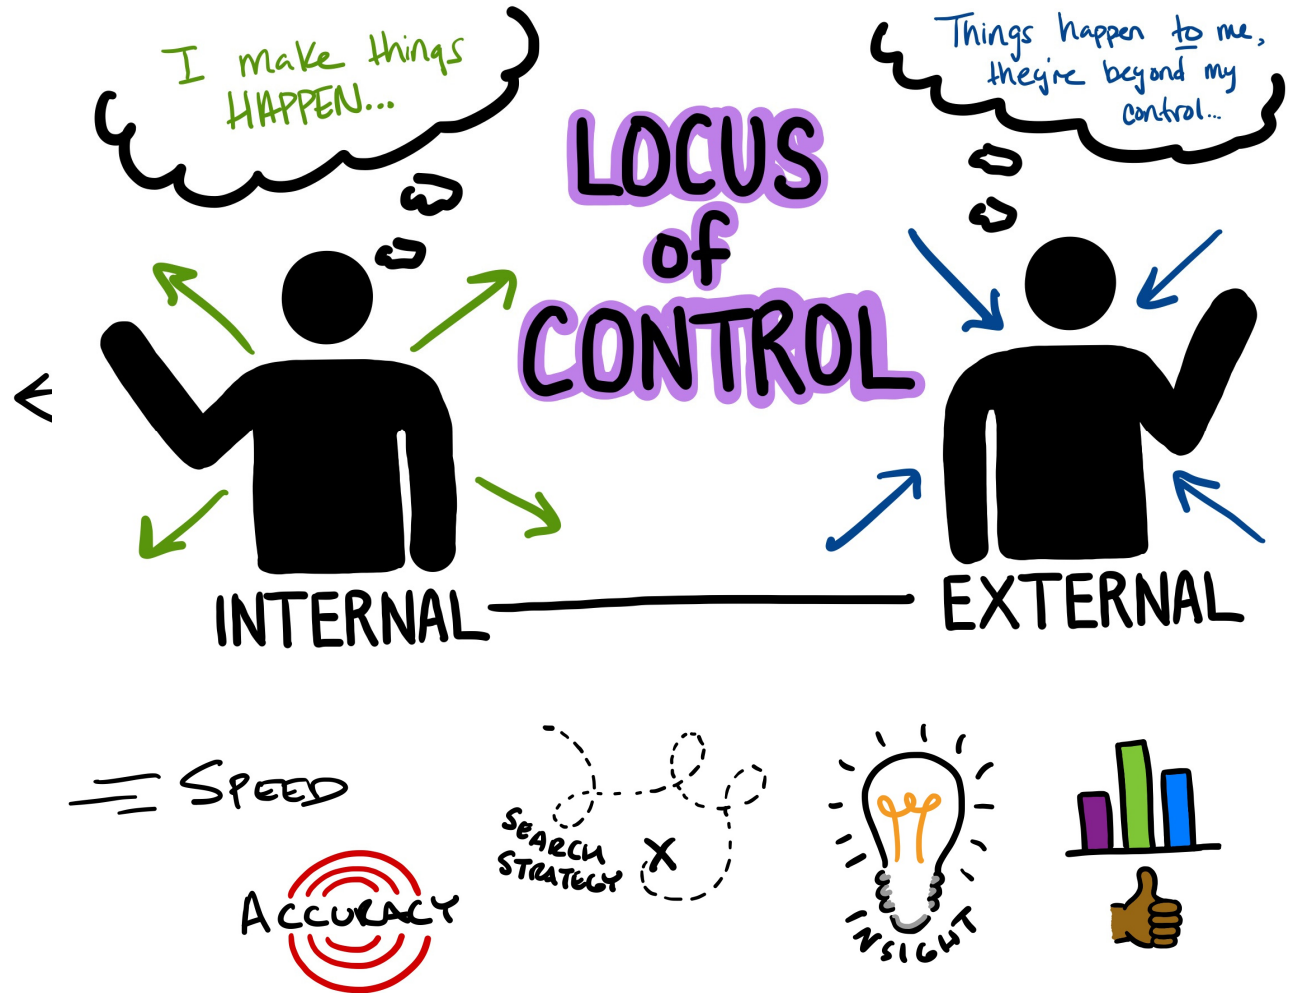 I make things
HAPPEN...
Things happen to me,
they're beyond my
control...
LOCUS
of
CONTROL
INTERNAL
EXTERNAL
SPEED
ACCURACY
SEARCH
STRATEGY
X
INSIGHT